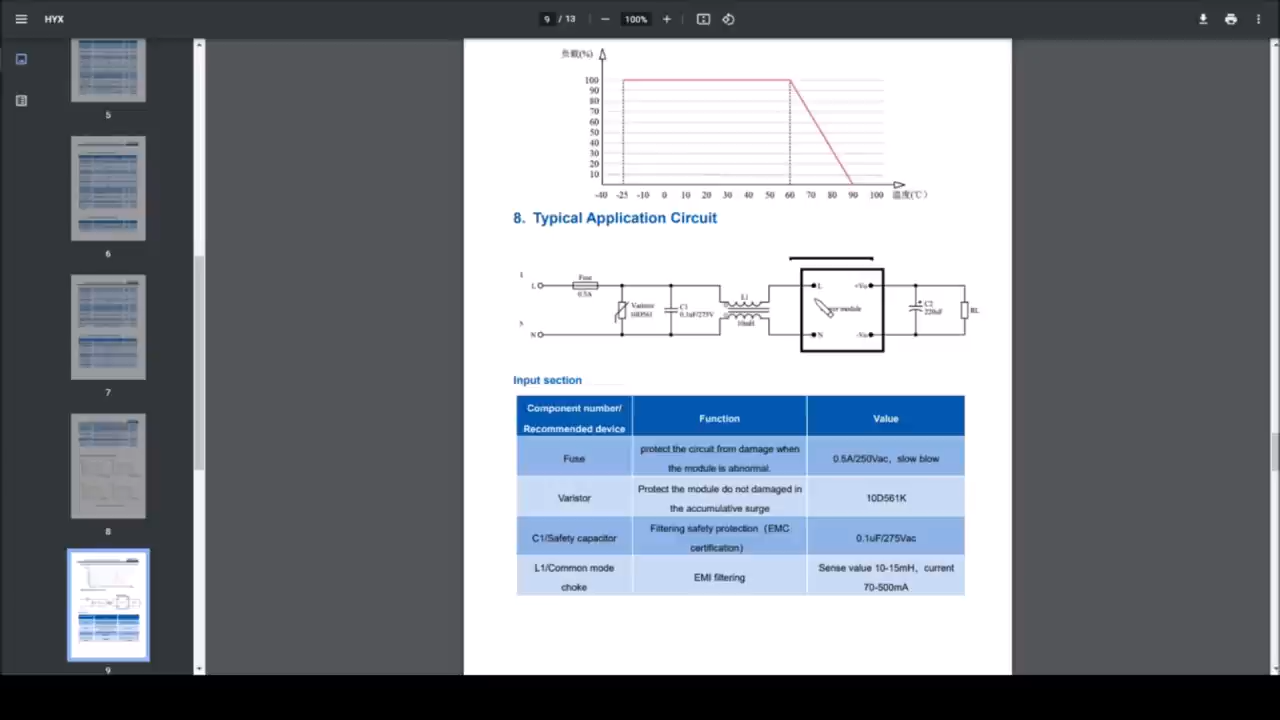 HYX
9 / 13
100%
5
6
7
8
9
负载(%)
100
90
80
70
60
50
40
30
20
10
-40 -25 -10 0 10 20 30 40 50 60 70 80 90 100 温度(℃)
8. Typical Application Circuit
Fuse
L
0.5A
Varistor
10D561
C1
0.1uF/275V
L1
10mH
N
L
+Vo
module
N
-Vo
C2
220uF
RL
Input section
Component number/
Recommended device
Function
Value
Fuse
protect the circuit from damage when
the module is abnormal.
0.5A/250Vac, slow blow
Varistor
Protect the module do not damaged in
the accumulative surge
10D561K
C1/Safety capacitor
Filtering safety protection（EMC
certification）
0.1uF/275Vac
L1/Common mode
choke
EMI filtering
Sense value 10-15mH, current
70-500mA